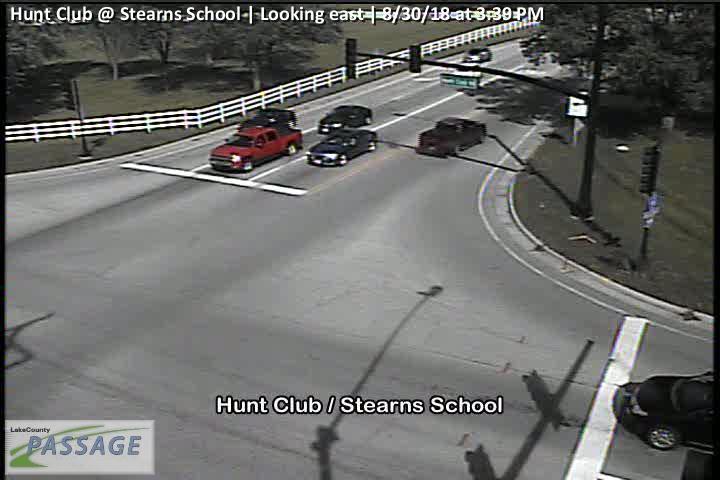 Hunt Club @ Stearns School | Looking east | 8/30/18 at 3:39 PM
Hunt Club / Stearns School
LakeCounty
PASSAGE